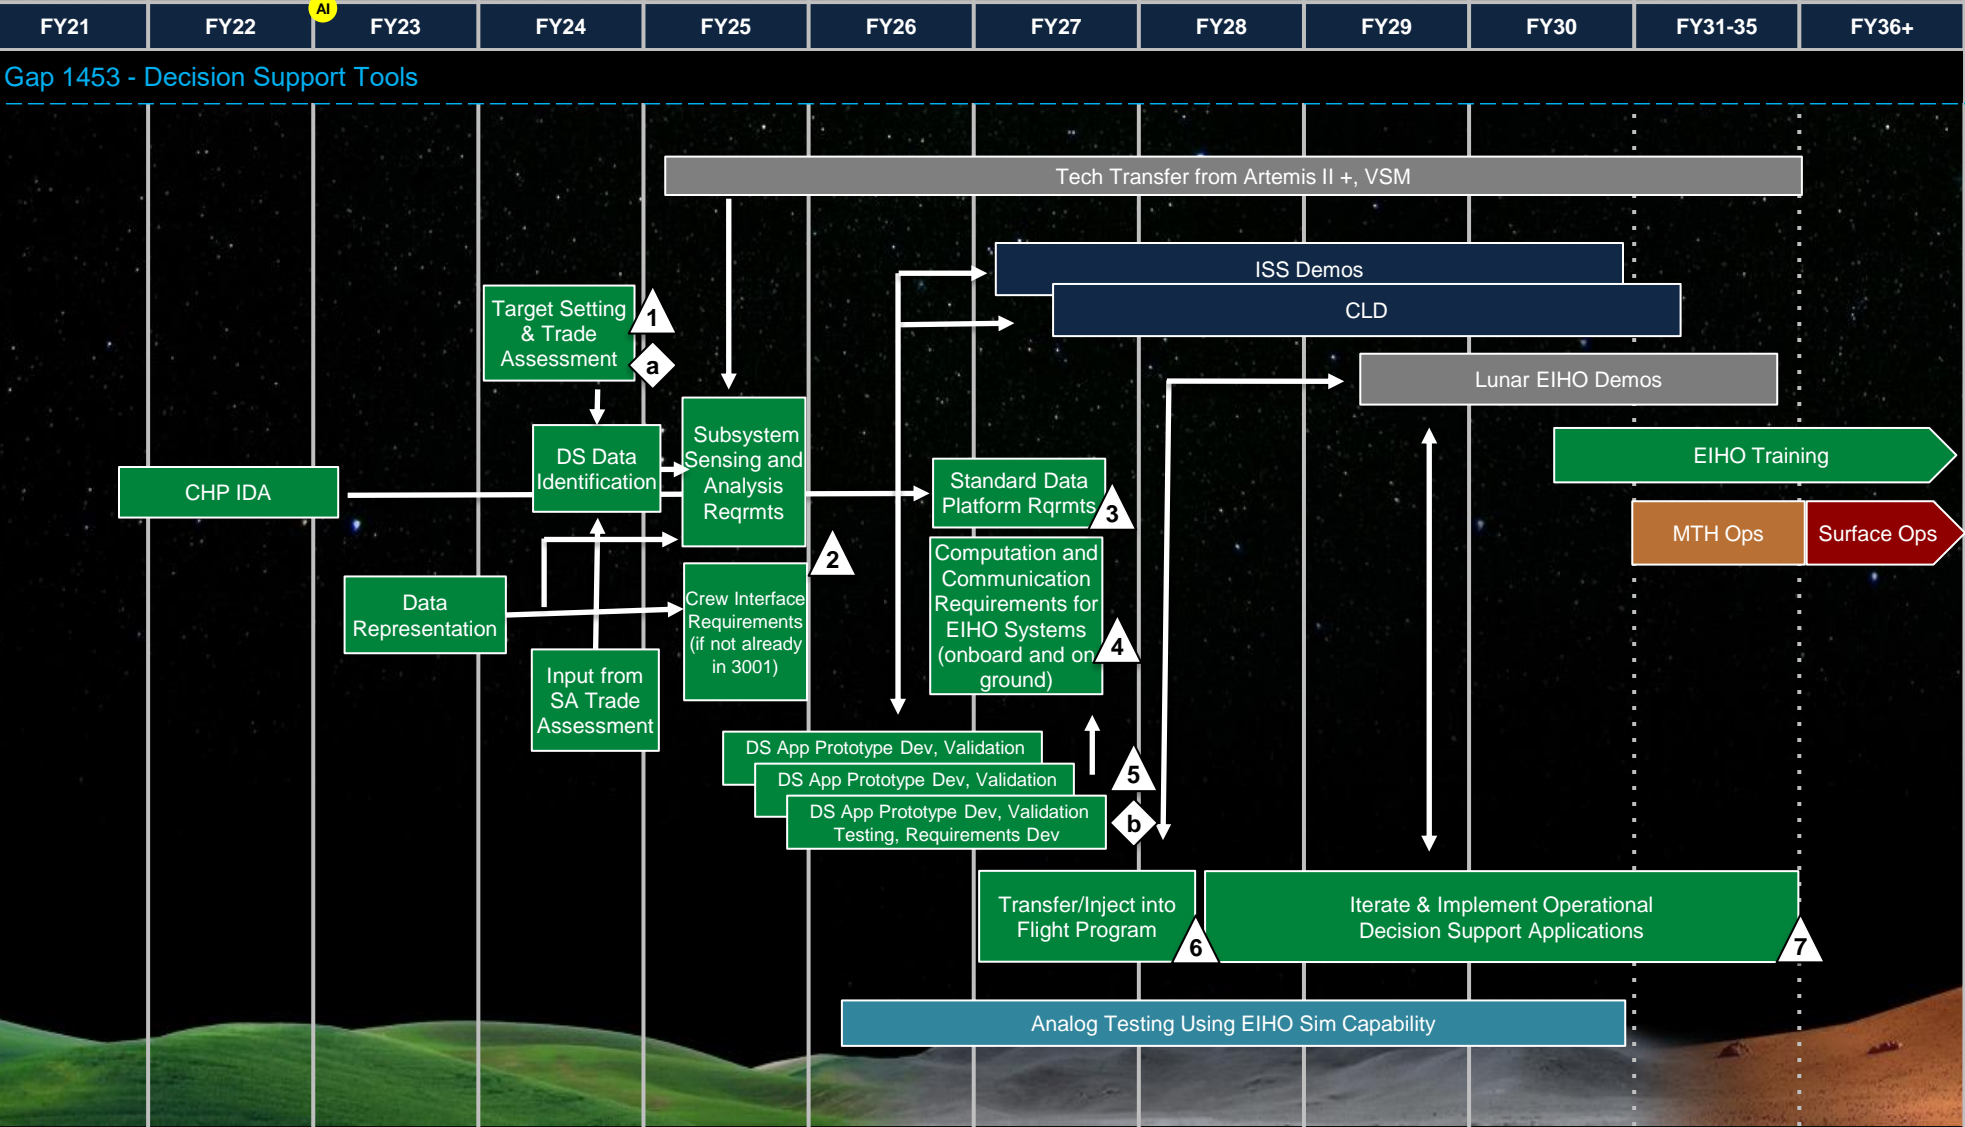 AI
FY21 FY22 FY23 FY24 FY25 FY26 FY27 FY28 FY29 FY30 FY31-35 FY36+
Gap 1453 - Decision Support Tools
Tech Transfer from Artemis II +, VSM
ISS Demos
CLD
Target Setting
& Trade
Assessment
1
a
Lunar EIHO Demos
DS Data
Identification
Subsystem
Sensing and
Analysis
Reqrmts
EIHO Training
CHP IDA
Standard Data
Platform Rqrmts
3
MTH Ops
Surface Ops
2
Computation and
Communication
Requirements for
EIHO Systems
(onboard and on
ground)
4
Data
Representation
Crew Interface
Requirements
(if not already
in 3001)
Input from
SA Trade
Assessment
DS App Prototype Dev, Validation
DS App Prototype Dev, Validation
DS App Prototype Dev, Validation
Testing, Requirements Dev
5
b
Transfer/Inject into
Flight Program
6
Iterate & Implement Operational
Decision Support Applications
7
Analog Testing Using EIHO Sim Capability